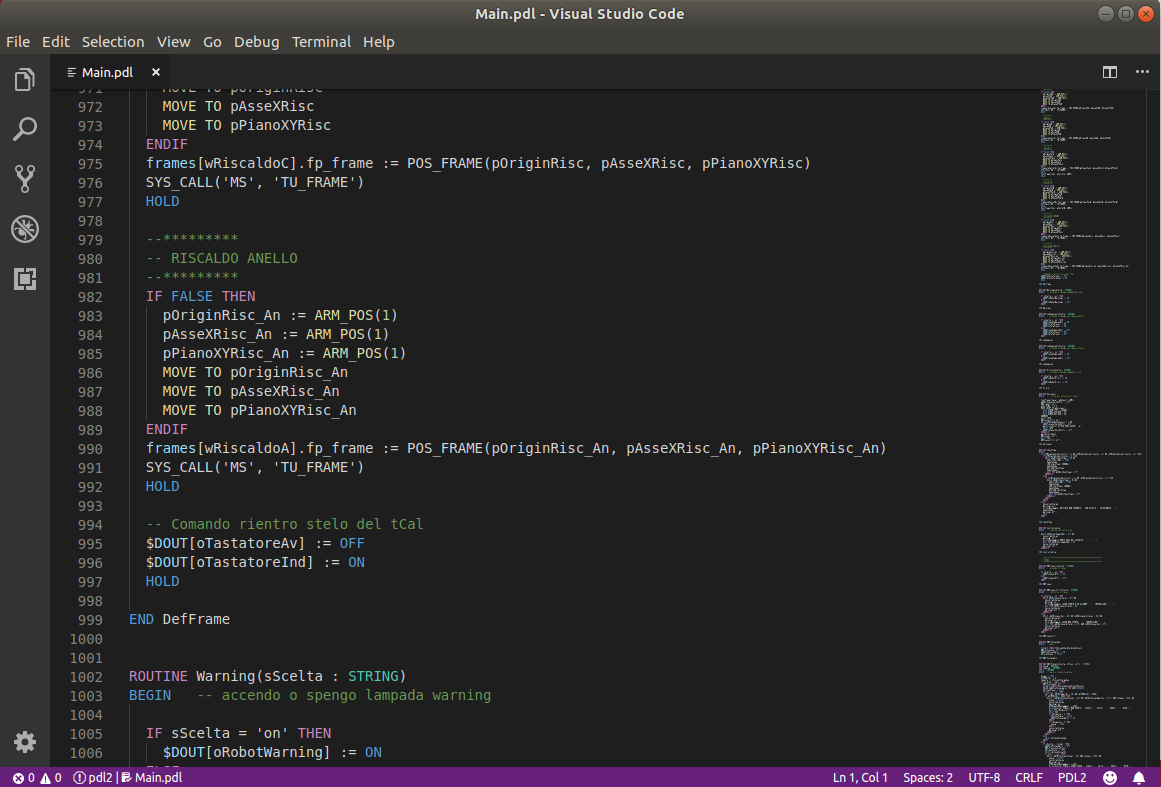 Main.pdl - Visual Studio Code
File Edit Selection View Go Debug Terminal Help
Main.pdl
971 MOVE TO pOriginRisc
972 MOVE TO pAsseXRisc
973 MOVE TO pPianoXYRisc
974 ENDIF
975 frames[wRiscaldoC].fp_frame := POS_FRAME(pOriginRisc, pAsseXRisc, pPianoXYRisc)
976 SYS_CALL('MS', 'TU_FRAME')
977 HOLD
978
979 --*********
980 -- RISCALDO ANELLO
981 --*********
982 IF FALSE THEN
983 pOriginRisc_An := ARM_POS(1)
984 pAsseXRisc_An := ARM_POS(1)
985 pPianoXYRisc_An := ARM_POS(1)
986 MOVE TO pOriginRisc_An
987 MOVE TO pAsseXRisc_An
988 MOVE TO pPianoXYRisc_An
989 ENDIF
990 frames[wRiscaldoA].fp_frame := POS_FRAME(pOriginRisc_An, pAsseXRisc_An, pPianoXYRisc_An)
991 SYS_CALL('MS', 'TU_FRAME')
992 HOLD
993
994 -- Comando rientro stelo del tCal
995 $DOUT[oTastatoreAv] := OFF
996 $DOUT[oTastatoreInd] := ON
997 HOLD
998
999 END DefFrame
1000
1001
1002 ROUTINE Warning(sScelta : STRING)
1003 BEGIN -- accendo o spengo lampada warning
1004
1005 IF sScelta = 'on' THEN
1006 $DOUT[oRobotWarning] := ON
0 0 pdl2 | Main.pdl Ln 1, Col 1 Spaces: 2 UTF-8 CRLF PDL2